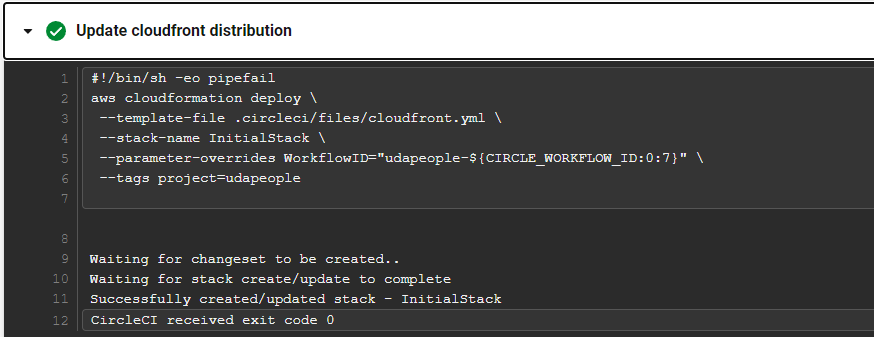 Update cloudfront distribution
1 #!/bin/sh -eo pipefail
2 aws cloudformation deploy \
3 --template-file .circleci/files/cloudfront.yml \
4 --stack-name InitialStack \
5 --parameter-overrides WorkflowID="udapeople-${CIRCLE_WORKFLOW_ID:0:7}" \
6 --tags project=udapeople
7
8
9 Waiting for changeset to be created..
10 Waiting for stack create/update to complete
11 Successfully created/updated stack - InitialStack
12 CircleCI received exit code 0